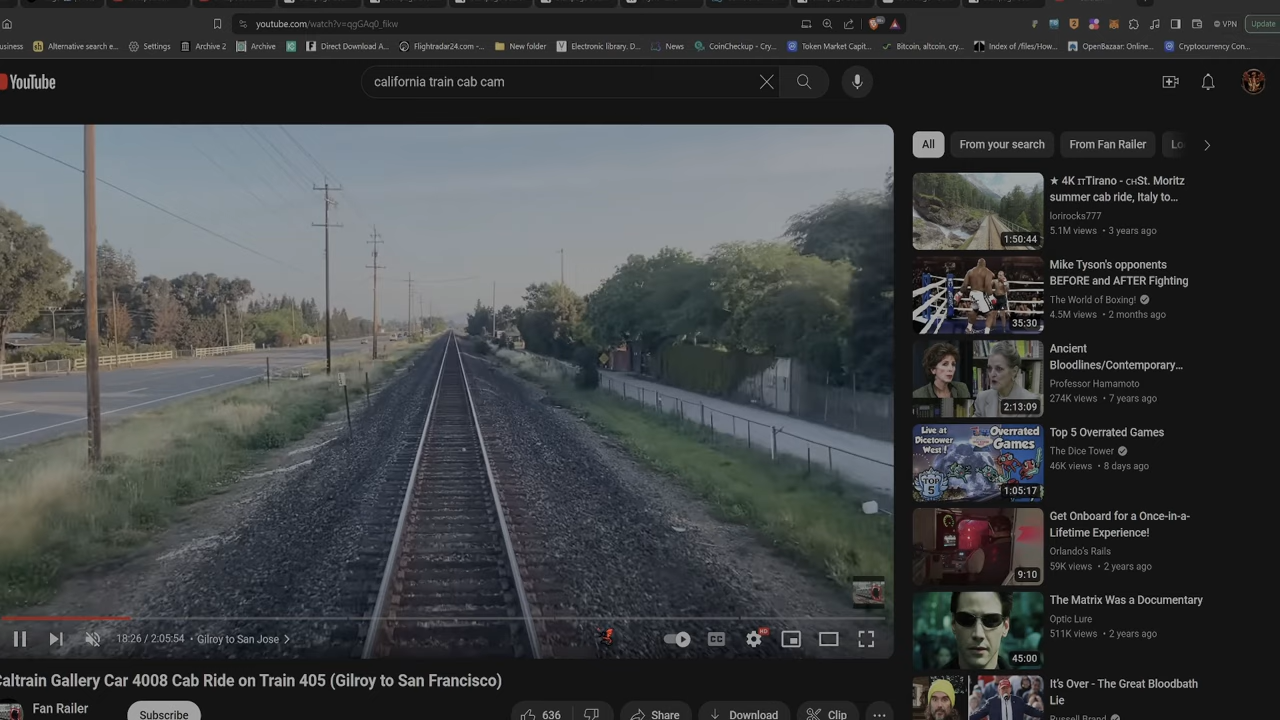 youtube.com/watch?v=qgGAq0_fikw
VPN
Update
usiness
Alternative search e...
Settings
Archive 2
Archive
Direct Download A...
Flightradar24.com -...
New folder
Electronic library. D...
News
CoinCheckup - Cry...
Token Market Capit...
Bitcoin, altcoin, cry...
Index of /files/How...
OpenBazaar: Online...
Cryptocurrency Con...
YouTube
california train cab cam
All
From your search
From Fan Railer
Lo
★ 4K ITTirano - CHSt. Moritz
summer cab ride, Italy to...
lorirocks777
5.1M views • 3 years ago
1:50:44
Mike Tyson's opponents
BEFORE and AFTER Fighting
The World of Boxing!
4.5M views • 2 months ago
35:30
Ancient
Bloodlines/Contemporary...
Professor Hamamoto
274K views • 7 years ago
2:13:09
Live at
Dicetower
West!
Overrated
Games
TOP
5
Top 5 Overrated Games
The Dice Tower
46K views • 8 days ago
1:05:17
Get Onboard for a Once-in-a-
Lifetime Experience!
Orlando's Rails
59K views • 2 years ago
9:10
The Matrix Was a Documentary
Optic Lure
511K views • 2 years ago
45:00
It's Over - The Great Bloodbath
Lie
Russell Brand
18:26 / 2:05:54 • Gilroy to San Jose
CC
HD
altrain Gallery Car 4008 Cab Ride on Train 405 (Gilroy to San Francisco)
Fan Railer
Subscribe
636
Share
Download
Clip